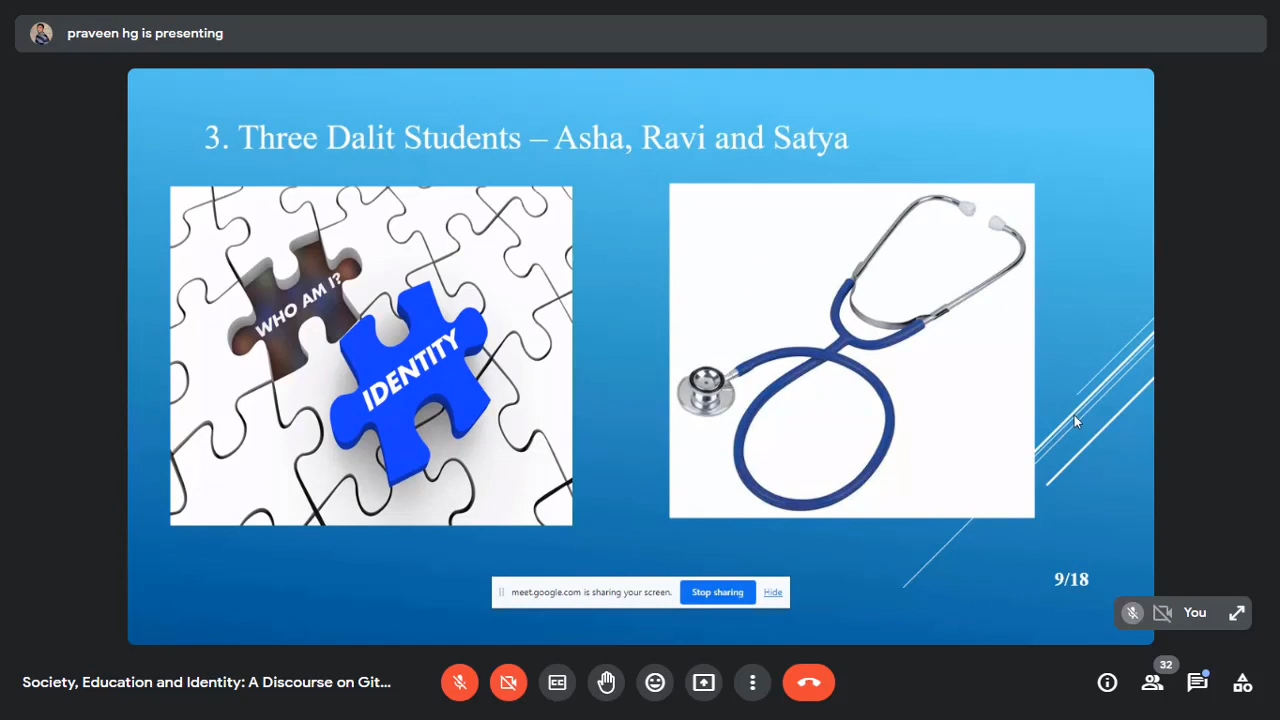 praveen hg is presenting
3. Three Dalit Students – Asha, Ravi and Satya
WHO AM I?
IDENTITY
9/18
meet.google.com is sharing your screen.
Stop sharing
Hide
You
Society, Education and Identity: A Discourse on Git...
32